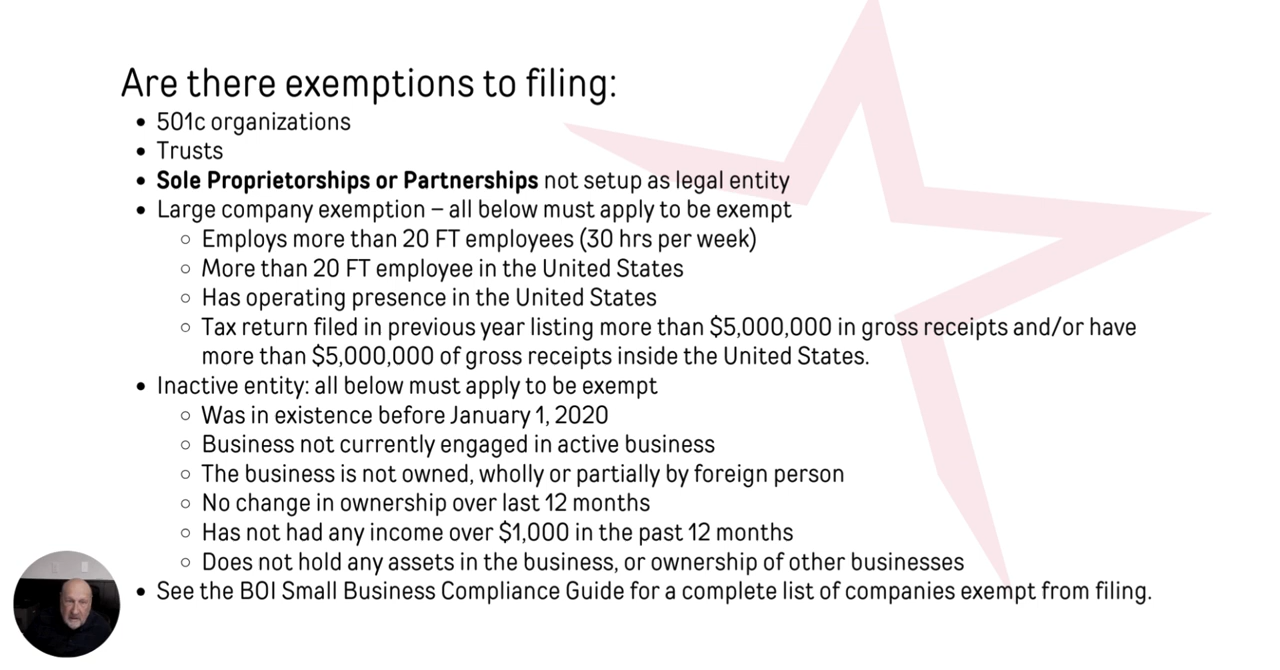 Are there exemptions to filing:
• 501c organizations
• Trusts
• Sole Proprietorships or Partnerships not setup as legal entity
• Large company exemption – all below must apply to be exempt
○ Employs more than 20 FT employees (30 hrs per week)
○ More than 20 FT employee in the United States
○ Has operating presence in the United States
○ Tax return filed in previous year listing more than $5,000,000 in gross receipts and/or have
more than $5,000,000 of gross receipts inside the United States.
• Inactive entity: all below must apply to be exempt
○ Was in existence before January 1, 2020
○ Business not currently engaged in active business
○ The business is not owned, wholly or partially by foreign person
○ No change in ownership over last 12 months
○ Has not had any income over $1,000 in the past 12 months
○ Does not hold any assets in the business, or ownership of other businesses
• See the BOI Small Business Compliance Guide for a complete list of companies exempt from filing.